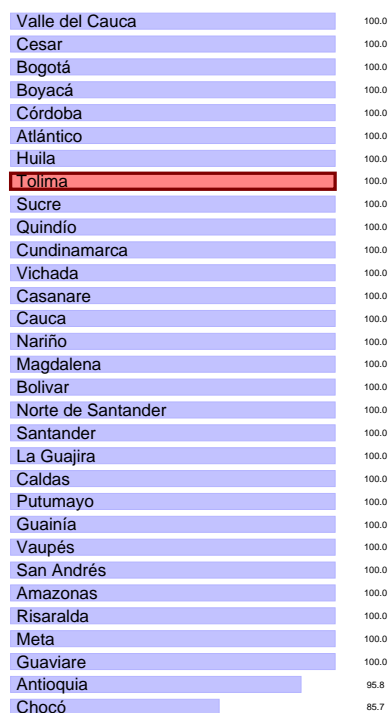 Valle del Cauca 100.0
Cesar 100.0
Bogotá 100.0
Boyacá 100.0
Córdoba 100.0
Atlántico 100.0
Huila 100.0
Tolima 100.0
Sucre 100.0
Quindío 100.0
Cundinamarca 100.0
Vichada 100.0
Casanare 100.0
Cauca 100.0
Nariño 100.0
Magdalena 100.0
Bolivar 100.0
Norte de Santander 100.0
Santander 100.0
La Guajira 100.0
Caldas 100.0
Putumayo 100.0
Guainía 100.0
Vaupés 100.0
San Andrés 100.0
Amazonas 100.0
Risaralda 100.0
Meta 100.0
Guaviare 100.0
Antioquia 95.8
Chocó 85.7